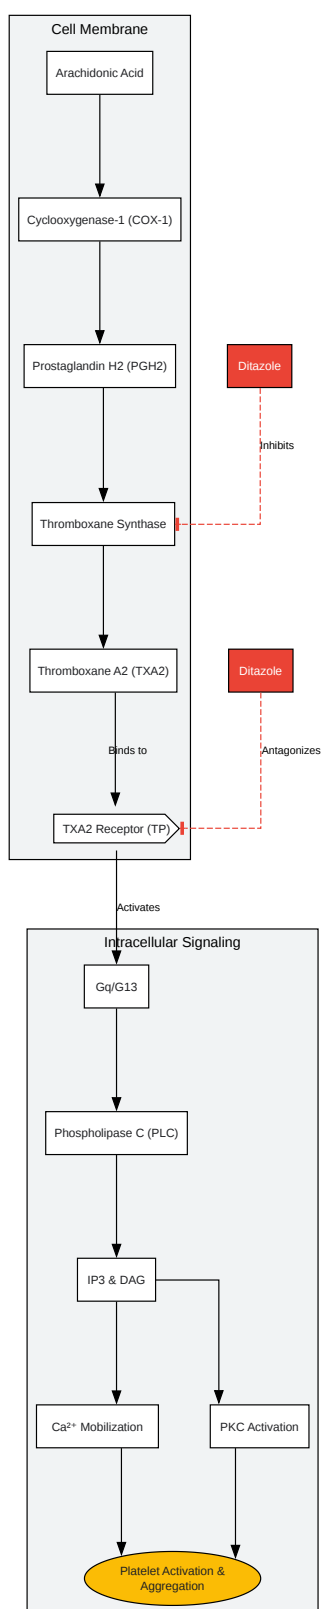 Cell Membrane
Arachidonic Acid
Cyclooxygenase-1 (COX-1)
Prostaglandin H2 (PGH2)
Ditazole
Inhibits
Thromboxane Synthase
Thromboxane A2 (TXA2)
Ditazole
Binds to
Antagonizes
TXA2 Receptor (TP)
Activates
Intracellular Signaling
Gq/G13
Phospholipase C (PLC)
IP3 & DAG
Ca²⁺ Mobilization
PKC Activation
Platelet Activation &
Aggregation